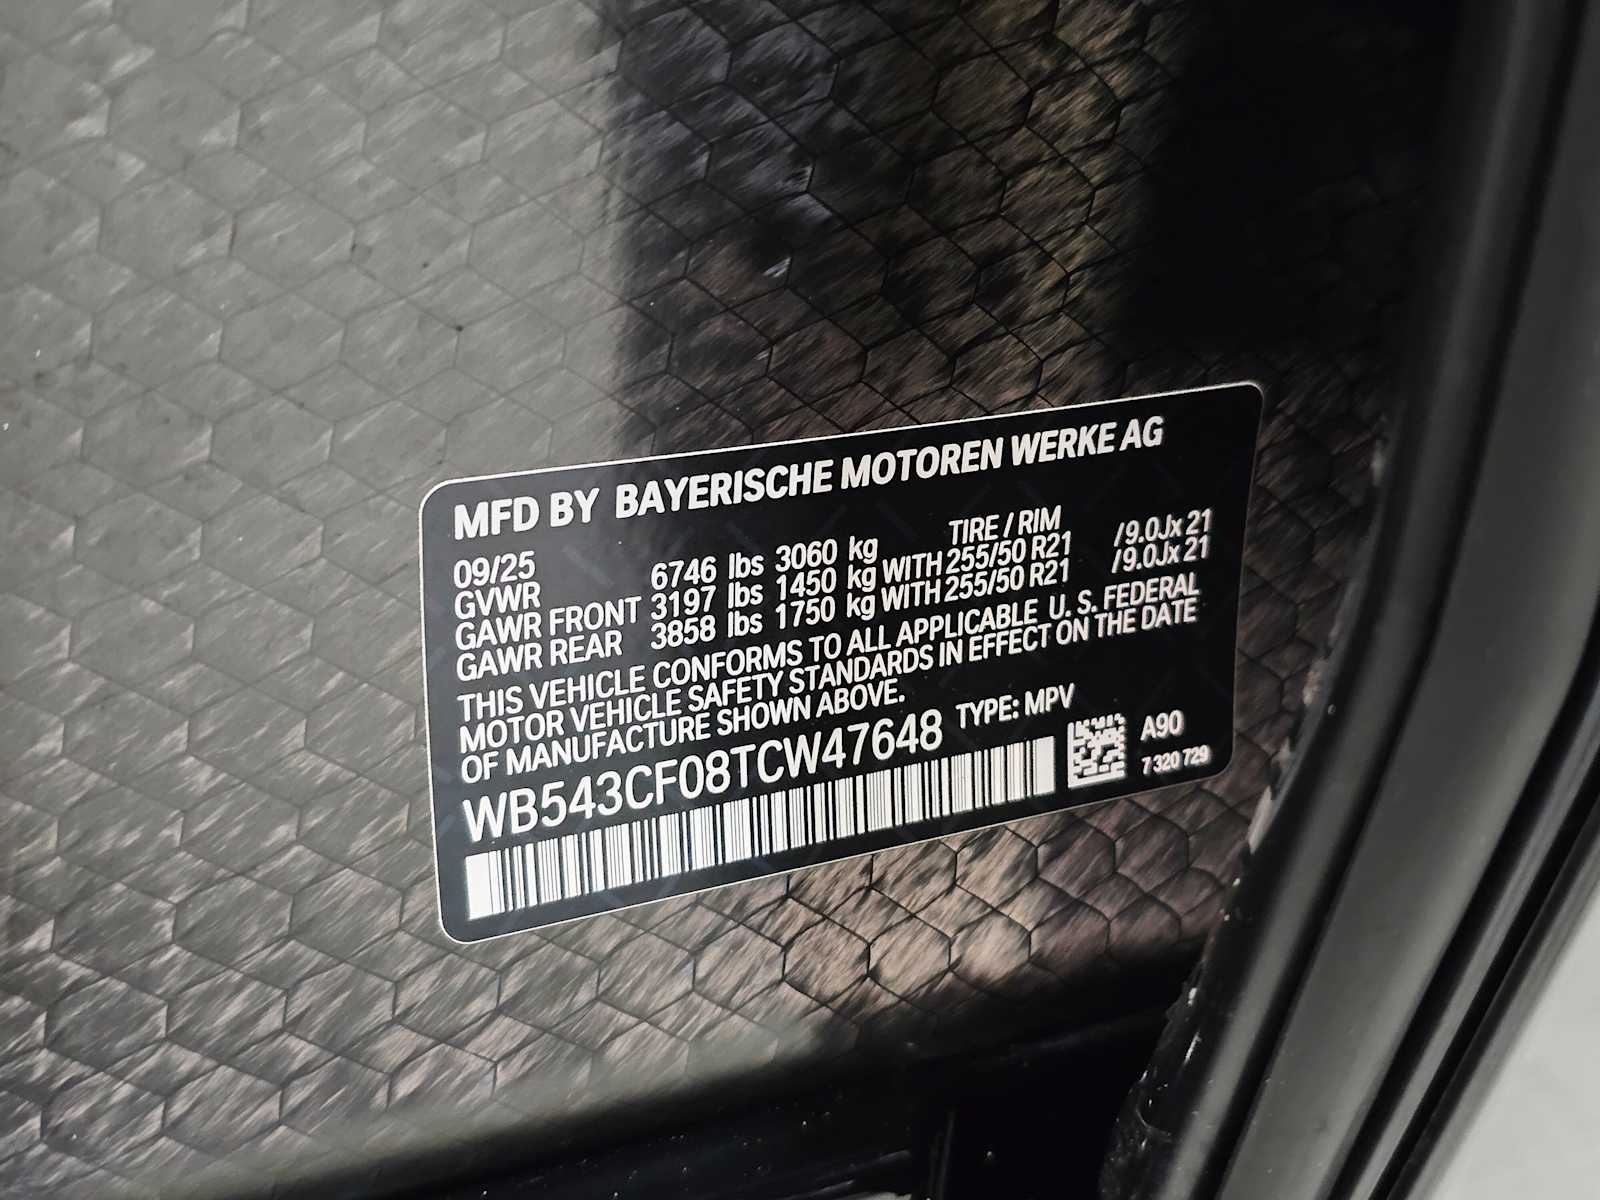 MFD BY BAYERISCHE MOTOREN WERKE AG
09/25 TIRE / RIM
GVWR 6746 lbs 3060 kg
GAWR FRONT 3197 lbs 1450 kg WITH 255/50 R21 /9.0Jx 21
GAWR REAR 3858 lbs 1750 kg WITH 255/50 R21 /9.0Jx 21
THIS VEHICLE CONFORMS TO ALL APPLICABLE U. S. FEDERAL
MOTOR VEHICLE SAFETY STANDARDS IN EFFECT ON THE DATE
OF MANUFACTURE SHOWN ABOVE.
WB543CF08TCW47648 TYPE: MPV
A90
7 320 729